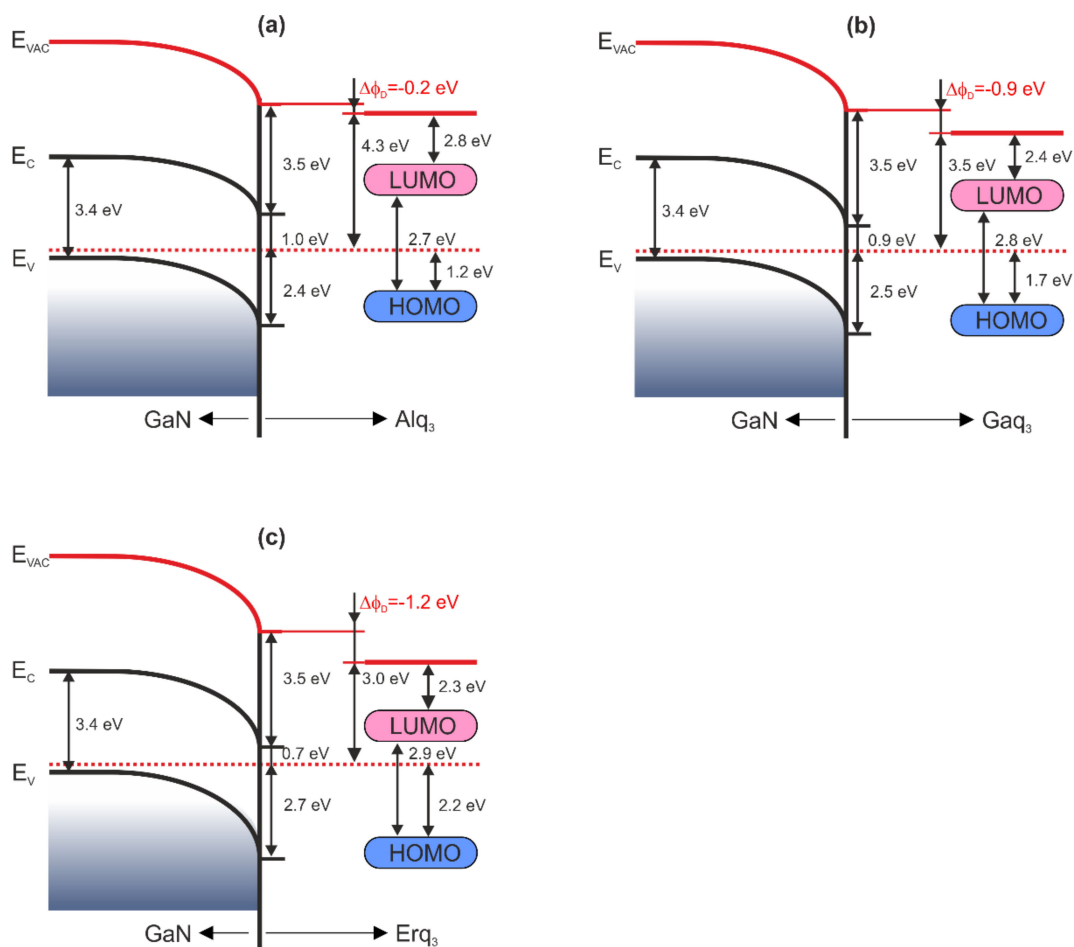 (a)
E_VAC
Δϕ_D=-0.2 eV
3.5 eV
4.3 eV
2.8 eV
E_C
LUMO
3.4 eV
1.0 eV
2.7 eV
E_V
1.2 eV
2.4 eV
HOMO
GaN
Alq₃
(b)
E_VAC
Δϕ_D=-0.9 eV
3.5 eV
3.5 eV
2.4 eV
E_C
LUMO
3.4 eV
0.9 eV
2.8 eV
E_V
1.7 eV
2.5 eV
HOMO
GaN
Gaq₃
(c)
E_VAC
Δϕ_D=-1.2 eV
3.5 eV
3.0 eV
2.3 eV
E_C
LUMO
3.4 eV
0.7 eV
2.9 eV
E_V
2.7 eV
2.2 eV
HOMO
GaN
Erq₃